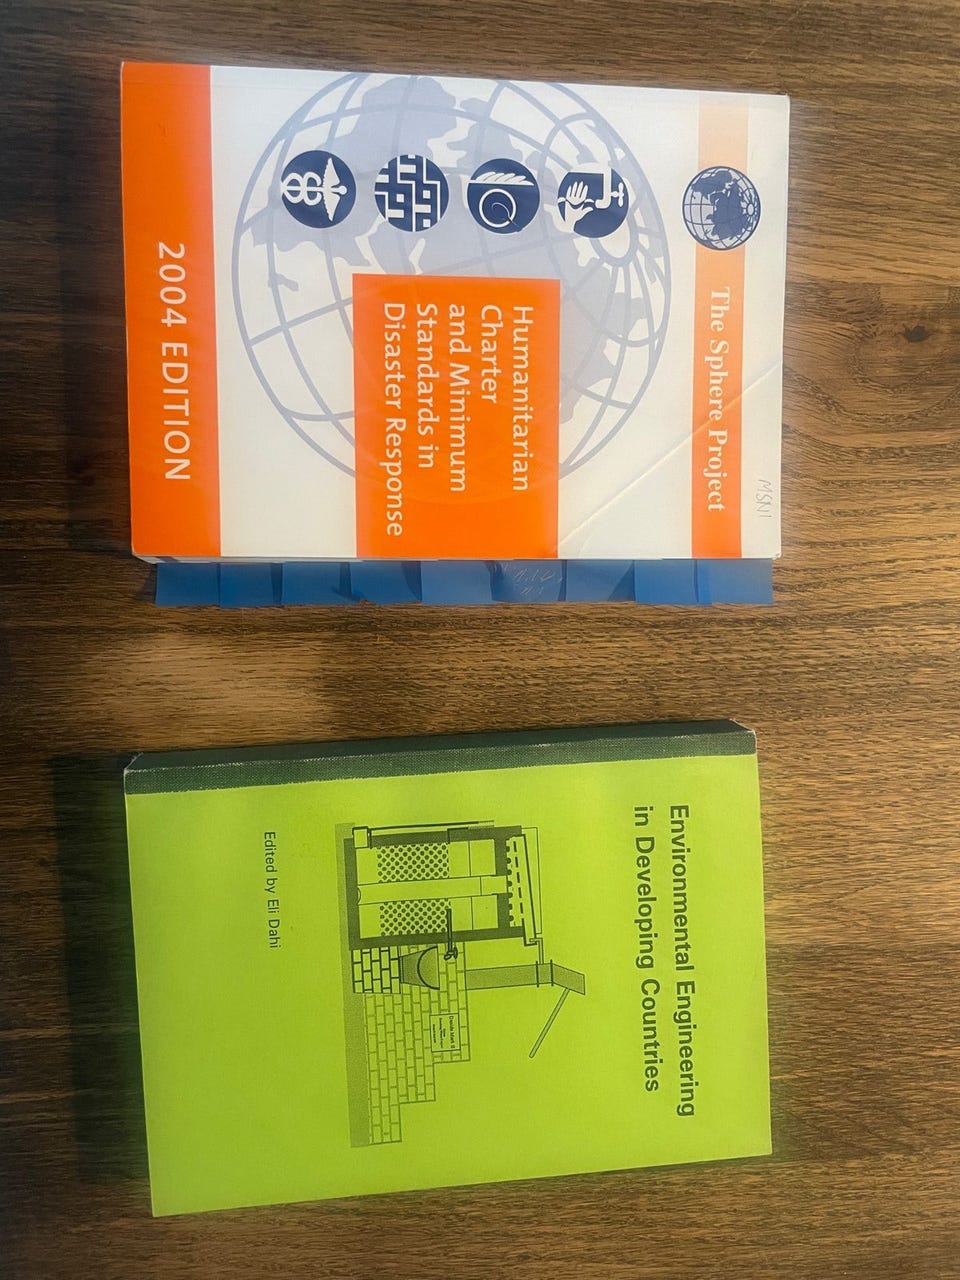 The Sphere Project
Humanitarian
Charter
and Minimum
Standards in
Disaster Response
2004 EDITION
Environmental Engineering
in Developing Countries
Edited by Eli Dahi